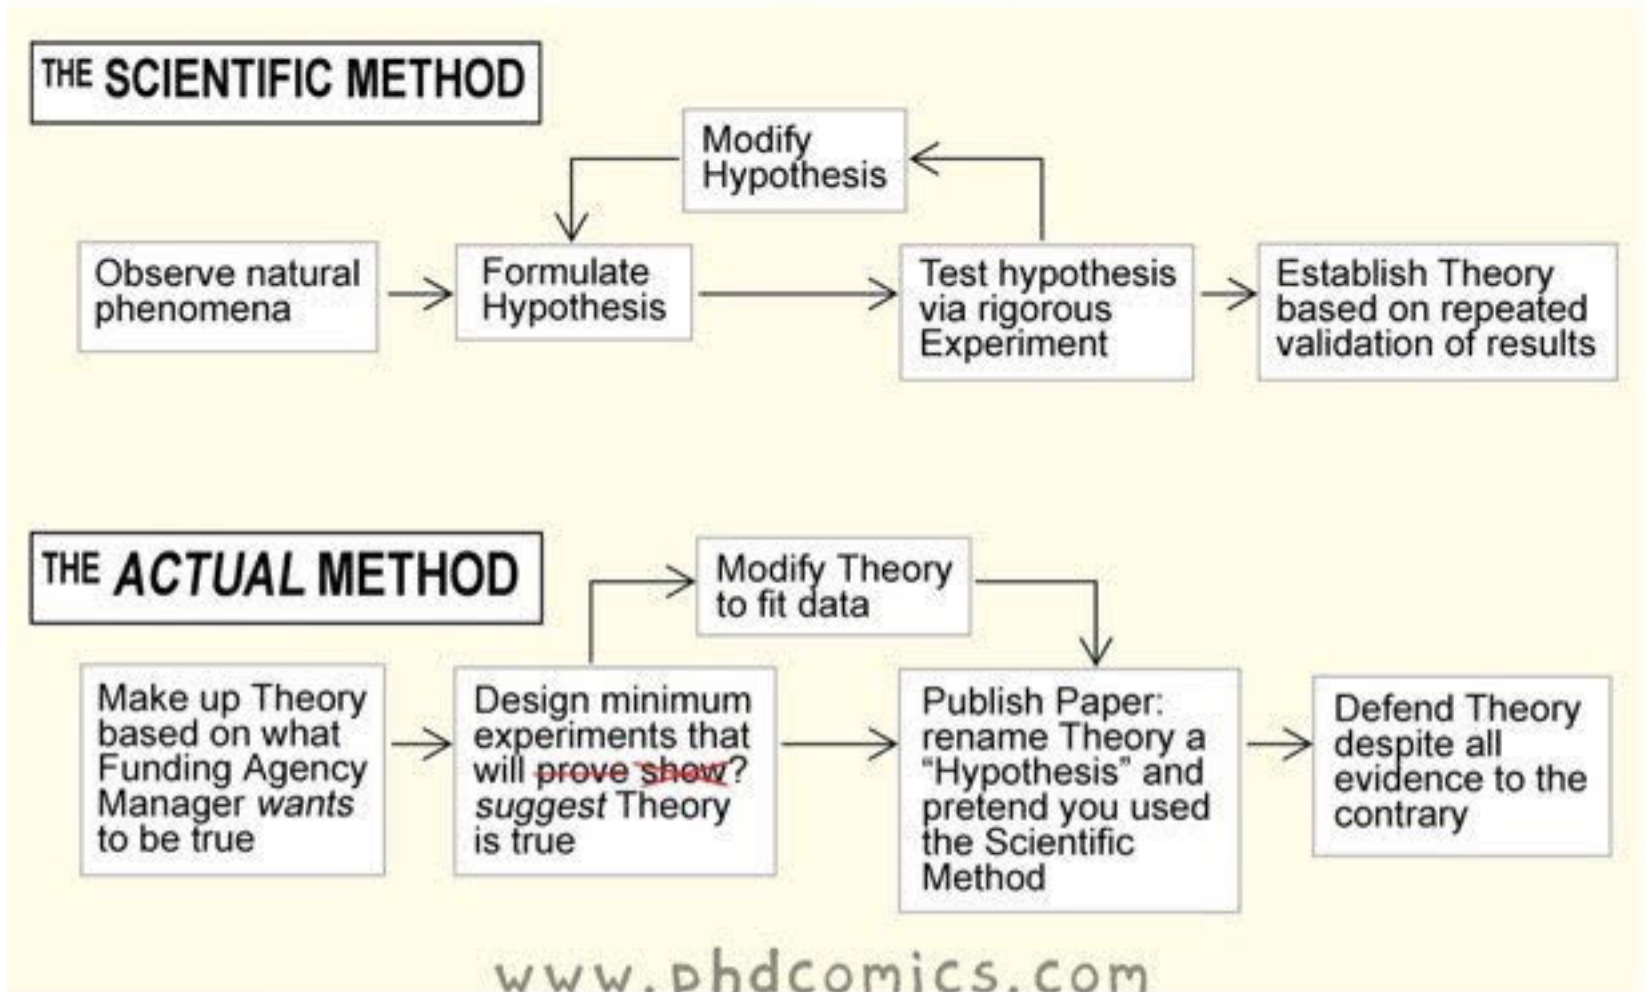 THE SCIENTIFIC METHOD
Modify
Hypothesis
Observe natural
phenomena
Formulate
Hypothesis
Test hypothesis
via rigorous
Experiment
Establish Theory
based on repeated
validation of results
THE ACTUAL METHOD
Modify Theory
to fit data
Make up Theory
based on what
Funding Agency
Manager wants
to be true
Design minimum
experiments that
will prove show?
suggest Theory
is true
Publish Paper:
rename Theory a
“Hypothesis” and
pretend you used
the Scientific
Method
Defend Theory
despite all
evidence to the
contrary
www.phdcomics.com